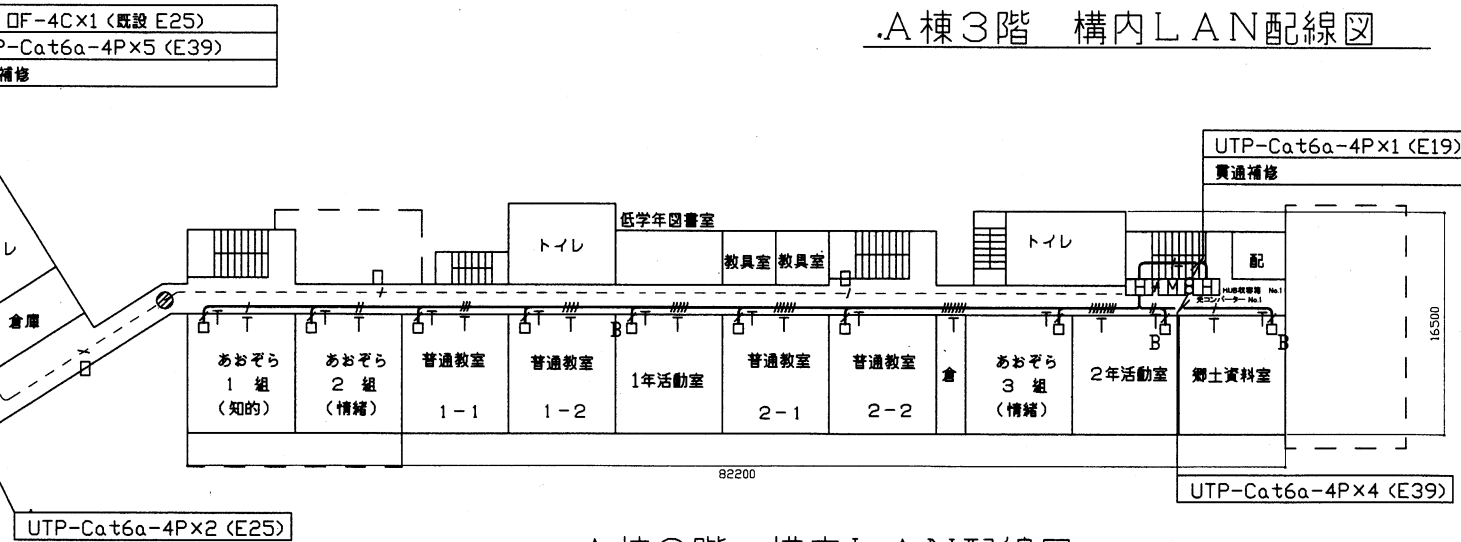 OF-4C×1 (既設 E25)
P-Cat6a-4P×5 (E39)
補修
A棟3階 構内LAN配線図
UTP-Cat6a-4P×1 (E19)
貫通補修
レ
倉庫
トイレ
低学年図書室
教具室
教具室
トイレ
配
HUB収容箱 No.1
光コンバーター No.1
16500
B
B
B
あおぞら
1 組
(知的)
あおぞら
2 組
(情緒)
普通教室
1-1
普通教室
1-2
1年活動室
普通教室
2-1
普通教室
2-2
倉
あおぞら
3 組
(情緒)
2年活動室
郷土資料室
82200
UTP-Cat6a-4P×4 (E39)
UTP-Cat6a-4P×2 (E25)